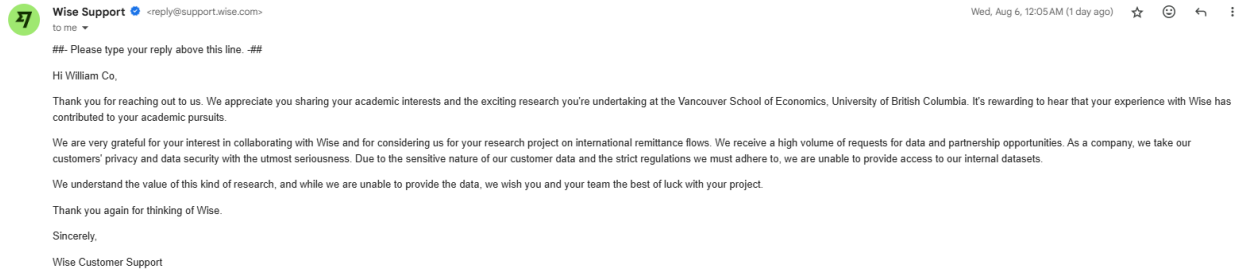 Wise Support <reply@support.wise.com>
Wed, Aug 6, 12:05 AM (1 day ago)
to me
##- Please type your reply above this line. -##
Hi William Co,
Thank you for reaching out to us. We appreciate you sharing your academic interests and the exciting research you're undertaking at the Vancouver School of Economics, University of British Columbia. It's rewarding to hear that your experience with Wise has
contributed to your academic pursuits.
We are very grateful for your interest in collaborating with Wise and for considering us for your research project on international remittance flows. We receive a high volume of requests for data and partnership opportunities. As a company, we take our
customers' privacy and data security with the utmost seriousness. Due to the sensitive nature of our customer data and the strict regulations we must adhere to, we are unable to provide access to our internal datasets.
We understand the value of this kind of research, and while we are unable to provide the data, we wish you and your team the best of luck with your project.
Thank you again for thinking of Wise.
Sincerely,
Wise Customer Support